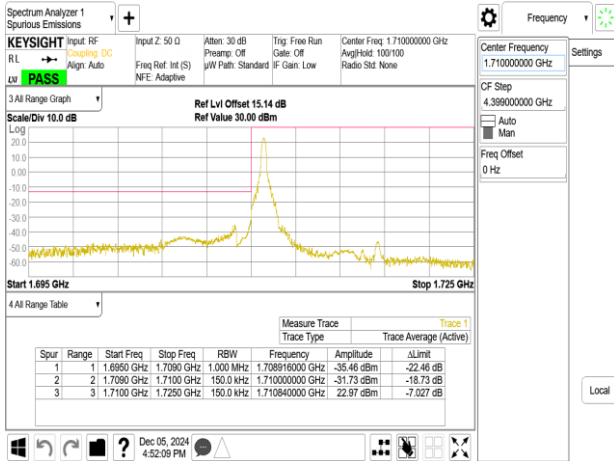 Spectrum Analyzer 1
Spurious Emissions
Frequency
KEYSIGHT Input: RF Input Z: 50 Ω Atten: 30 dB Trig: Free Run Center Freq: 1.710000000 GHz
RL Coupling: DC Preamp: Off Gate: Off Avg|Hold: 100/100
Align: Auto Freq Ref: Int (S) µW Path: Standard IF Gain: Low Radio Std: None
LXI PASS NFE: Adaptive
Center Frequency
1.710000000 GHz
Settings
CF Step
4.399000000 GHz
Auto
Man
Freq Offset
0 Hz
3 All Range Graph
Ref Lvl Offset 15.14 dB
Scale/Div 10.0 dB Ref Value 30.00 dBm
Log
20.0
10.0
0.00
-10.0
-20.0
-30.0
-40.0
-50.0
-60.0
Start 1.695 GHz Stop 1.725 GHz
4 All Range Table
Measure Trace Trace 1
Trace Type Trace Average (Active)
Spur Range Start Freq Stop Freq RBW Frequency Amplitude ΔLimit
1 1 1.6950 GHz 1.7090 GHz 1.000 MHz 1.708916000 GHz -35.46 dBm -22.46 dB
2 2 1.7090 GHz 1.7100 GHz 150.0 kHz 1.710000000 GHz -31.73 dBm -18.73 dB
3 3 1.7100 GHz 1.7250 GHz 150.0 kHz 1.710840000 GHz 22.97 dBm -7.027 dB
Local
Dec 05, 2024
4:52:09 PM